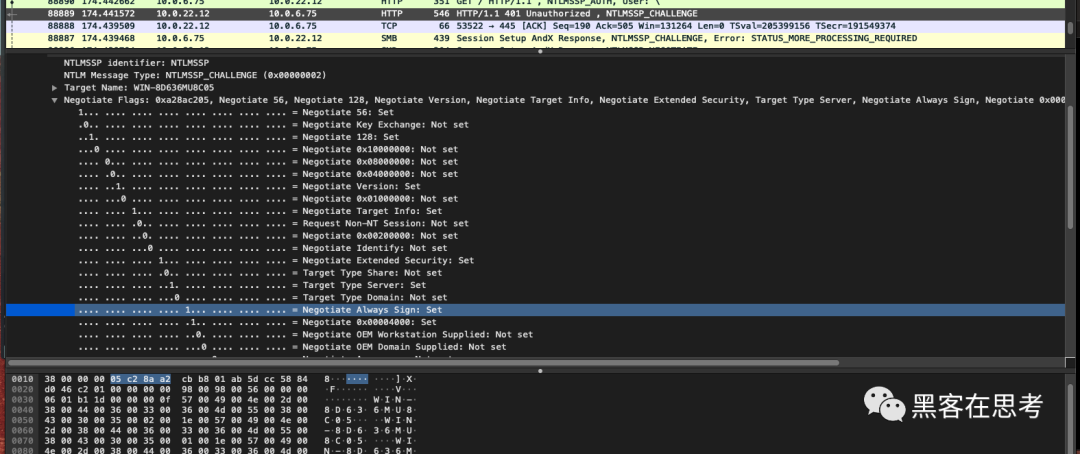 88889 174.441572 10.0.22.12 10.0.6.75 HTTP 546 HTTP/1.1 401 Unauthorized , NTLMSSP_CHALLENGE
88888 174.439509 10.0.6.75 10.0.22.12 TCP 66 53522 → 445 [ACK] Seq=190 Ack=505 Win=131264 Len=0 TSval=205399156 TSecr=191549374
88887 174.439468 10.0.22.12 10.0.6.75 SMB 439 Session Setup AndX Response, NTLMSSP_CHALLENGE, Error: STATUS_MORE_PROCESSING_REQUIRED
NTLMSSP identifier: NTLMSSP
NTLM Message Type: NTLMSSP_CHALLENGE (0x00000002)
Target Name: WIN-8D636MU8C05
Negotiate Flags: 0xa28ac205, Negotiate 56, Negotiate 128, Negotiate Version, Negotiate Target Info, Negotiate Extended Security, Target Type Server, Negotiate Always Sign, Negotiate 0x000
1... .... .... .... .... .... .... .... = Negotiate 56: Set
.0.. .... .... .... .... .... .... .... = Negotiate Key Exchange: Not set
..1. .... .... .... .... .... .... .... = Negotiate 128: Set
...0 .... .... .... .... .... .... .... = Negotiate 0x10000000: Not set
.... 0... .... .... .... .... .... .... = Negotiate 0x08000000: Not set
.... .0.. .... .... .... .... .... .... = Negotiate 0x04000000: Not set
.... ..1. .... .... .... .... .... .... = Negotiate Version: Set
.... ...0 .... .... .... .... .... .... = Negotiate 0x01000000: Not set
.... .... 1... .... .... .... .... .... = Negotiate Target Info: Set
.... .... .0.. .... .... .... .... .... = Request Non-NT Session: Not set
.... .... ..0. .... .... .... .... .... = Negotiate 0x00200000: Not set
.... .... ...0 .... .... .... .... .... = Negotiate Identify: Not set
.... .... .... 1... .... .... .... .... = Negotiate Extended Security: Set
.... .... .... .0.. .... .... .... .... = Target Type Share: Not set
.... .... .... ..1. .... .... .... .... = Target Type Server: Set
.... .... .... ...0 .... .... .... .... = Target Type Domain: Not set
.... .... .... .... 1... .... .... .... = Negotiate Always Sign: Set
.... .... .... .... .1.. .... .... .... = Negotiate 0x00004000: Set
.... .... .... .... ..0. .... .... .... = Negotiate OEM Workstation Supplied: Not set
.... .... .... .... ...0 .... .... .... = Negotiate OEM Domain Supplied: Not set
0010 38 00 00 00 05 c2 8a a2 cb b8 01 ab 5d cc 58 84 8··· ···· ····]·X·
0020 d0 46 c2 01 00 00 00 00 98 00 98 00 56 00 00 00 ·F······ ····V···
0030 06 01 b1 1d 00 00 00 0f 57 00 49 00 4e 00 2d 00 ········ W·I·N·-·
0040 38 00 44 00 36 00 33 00 36 00 4d 00 55 00 38 00 8·D·6·3· 6·M·U·8·
0050 43 00 30 00 35 00 02 00 1e 00 57 00 49 00 4e 00 C·0·5··· ··W·I·N·
0060 2d 00 38 00 44 00 36 00 33 00 36 00 4d 00 55 00 -·8·D·6· 3·6·M·U·
0070 38 00 43 00 30 00 35 00 01 00 1e 00 57 00 49 00 8·C·0·5· ····W·I·
0080 4e 00 2d 00 38 00 44 00 36 00 33 00 36 00 4d 00 N·-·8·D· 6·3·6·M·
黑客在思考